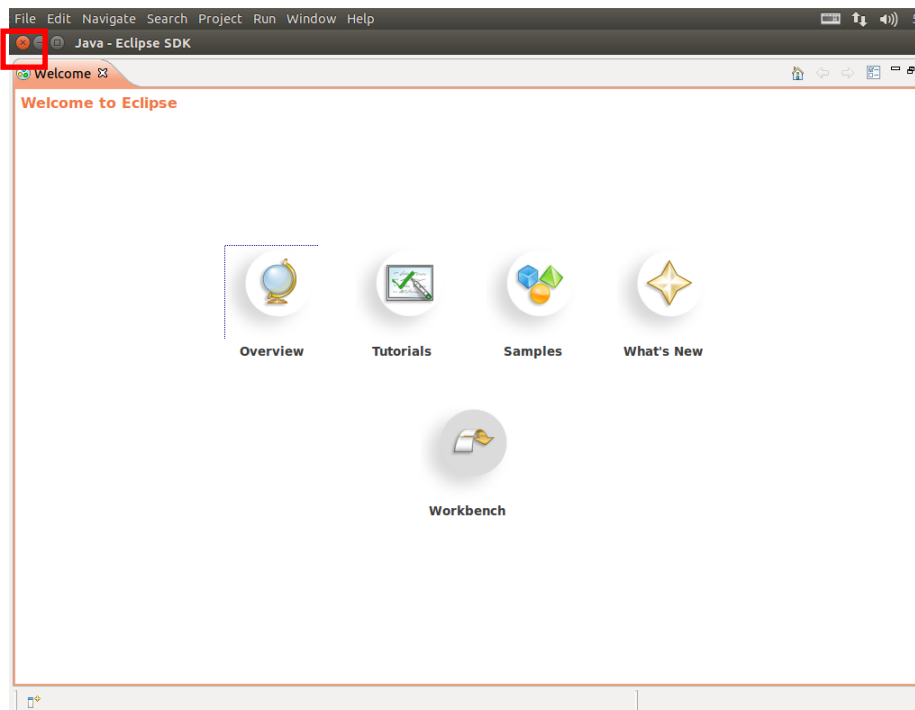 File Edit Navigate Search Project Run Window Help
Java - Eclipse SDK
Welcome
Welcome to Eclipse
Overview Tutorials Samples What's New
Workbench